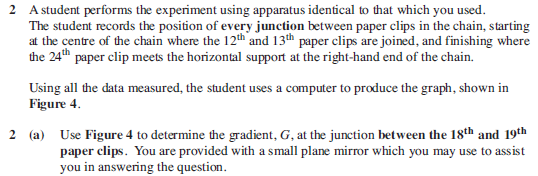 2 A student performs the experiment using apparatus identical to that which you used.
The student records the position of every junction between paper clips in the chain, starting
at the centre of the chain where the 12th and 13th paper clips are joined, and finishing where
the 24th paper clip meets the horizontal support at the right-hand end of the chain.
Using all the data measured, the student uses a computer to produce the graph, shown in
Figure 4.
2 (a) Use Figure 4 to determine the gradient, G, at the junction between the 18th and 19th
paper clips. You are provided with a small plane mirror which you may use to assist
you in answering the question.